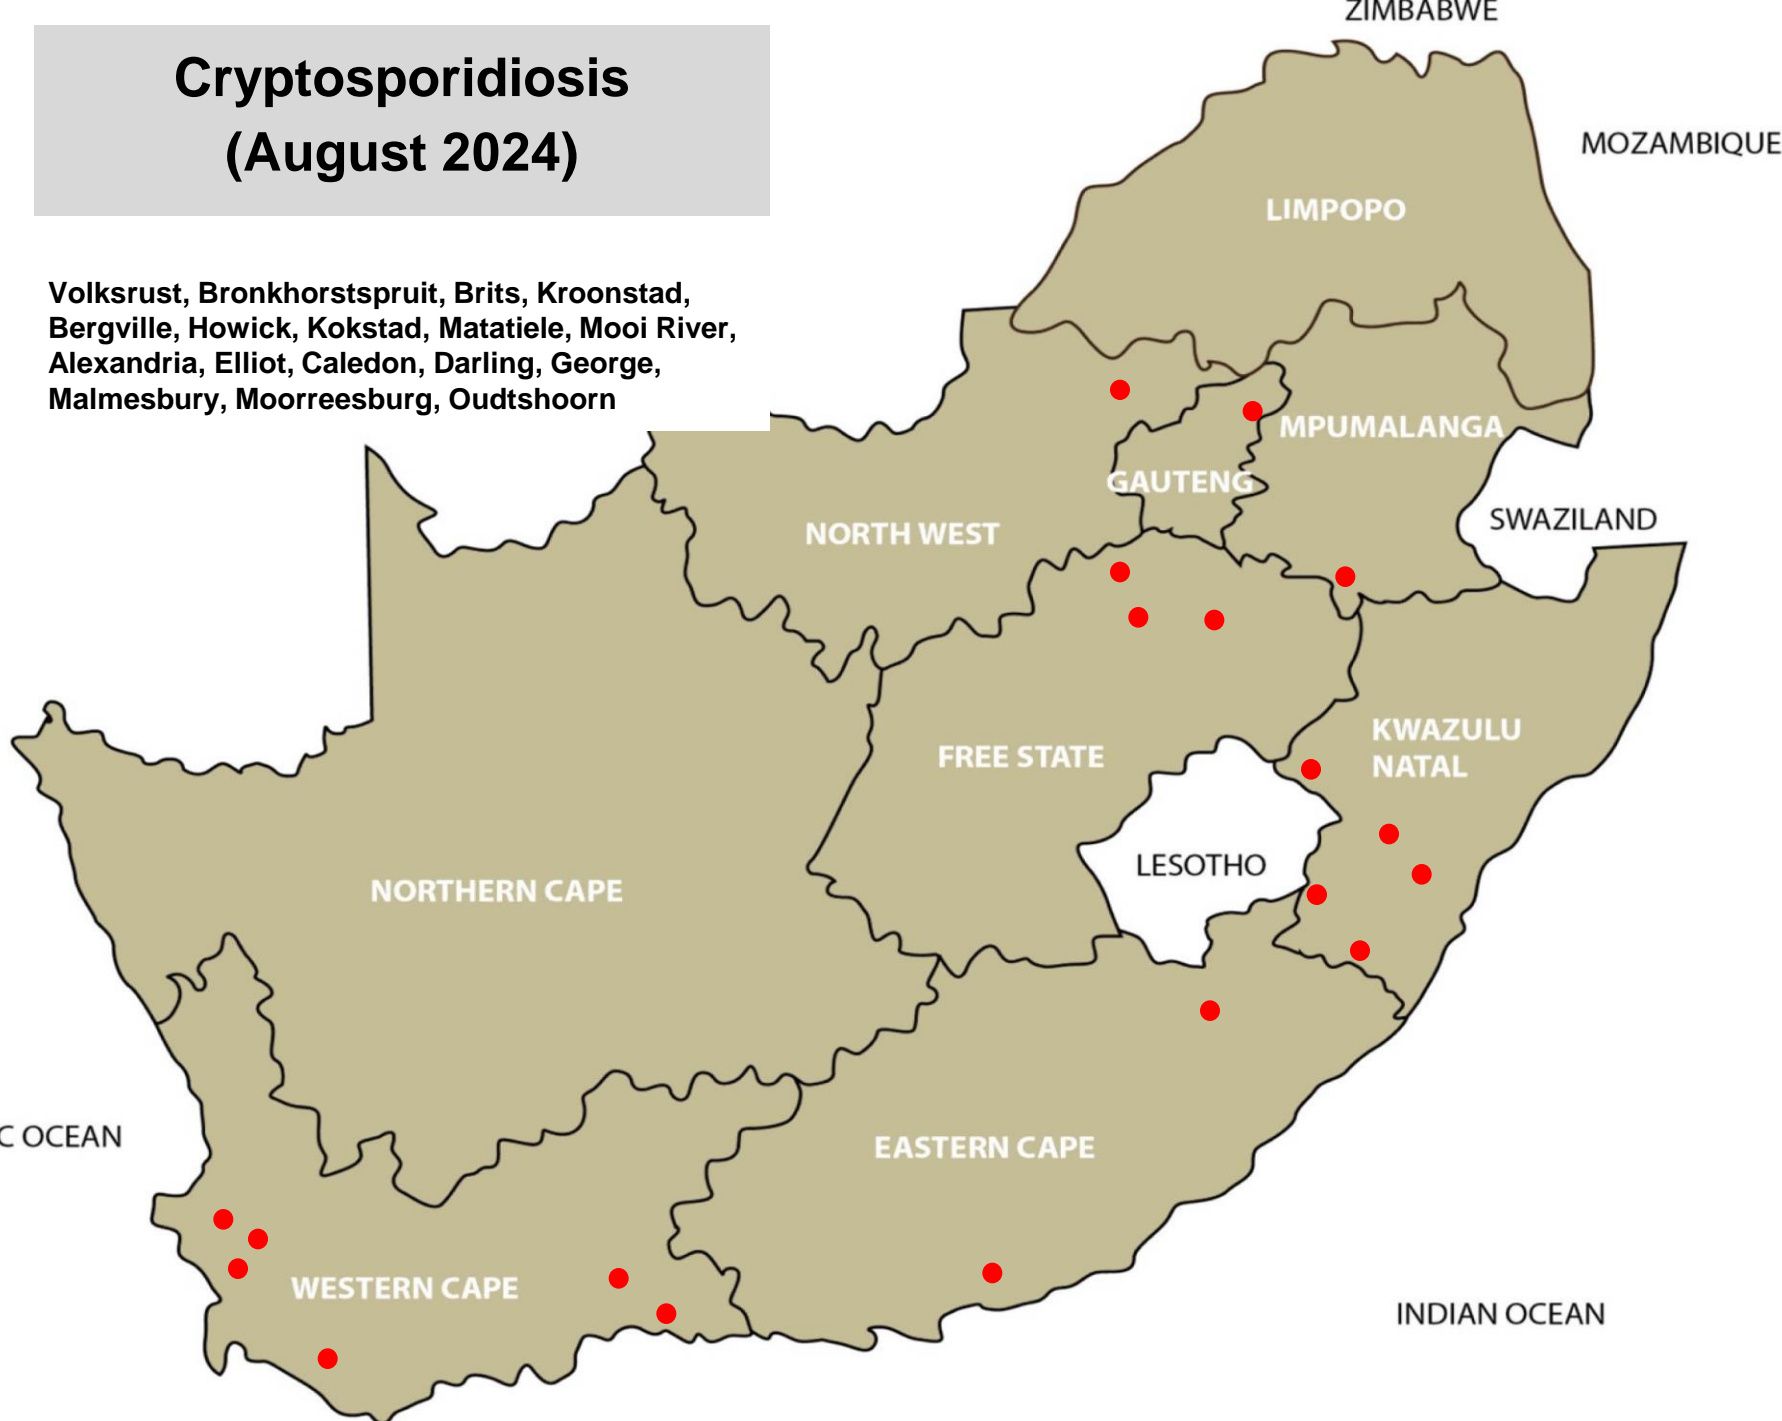 ZIMBABWE
Cryptosporidiosis
(August 2024)
MOZAMBIQUE
LIMPOPO
Volksrust, Bronkhorstspruit, Brits, Kroonstad,
Bergville, Howick, Kokstad, Matatiele, Mooi River,
Alexandria, Elliot, Caledon, Darling, George,
Malmesbury, Moorreesburg, Oudtshoorn
MPUMALANGA
GAUTENG
SWAZILAND
NORTH WEST
KWAZULU
NATAL
FREE STATE
LESOTHO
NORTHERN CAPE
C OCEAN
EASTERN CAPE
WESTERN CAPE
INDIAN OCEAN